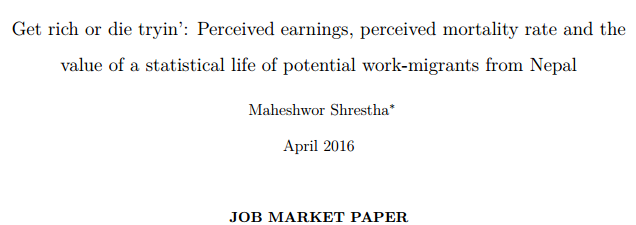 Get rich or die tryin’: Perceived earnings, perceived mortality rate and the
value of a statistical life of potential work-migrants from Nepal
Maheshwor Shrestha*
April 2016
JOB MARKET PAPER